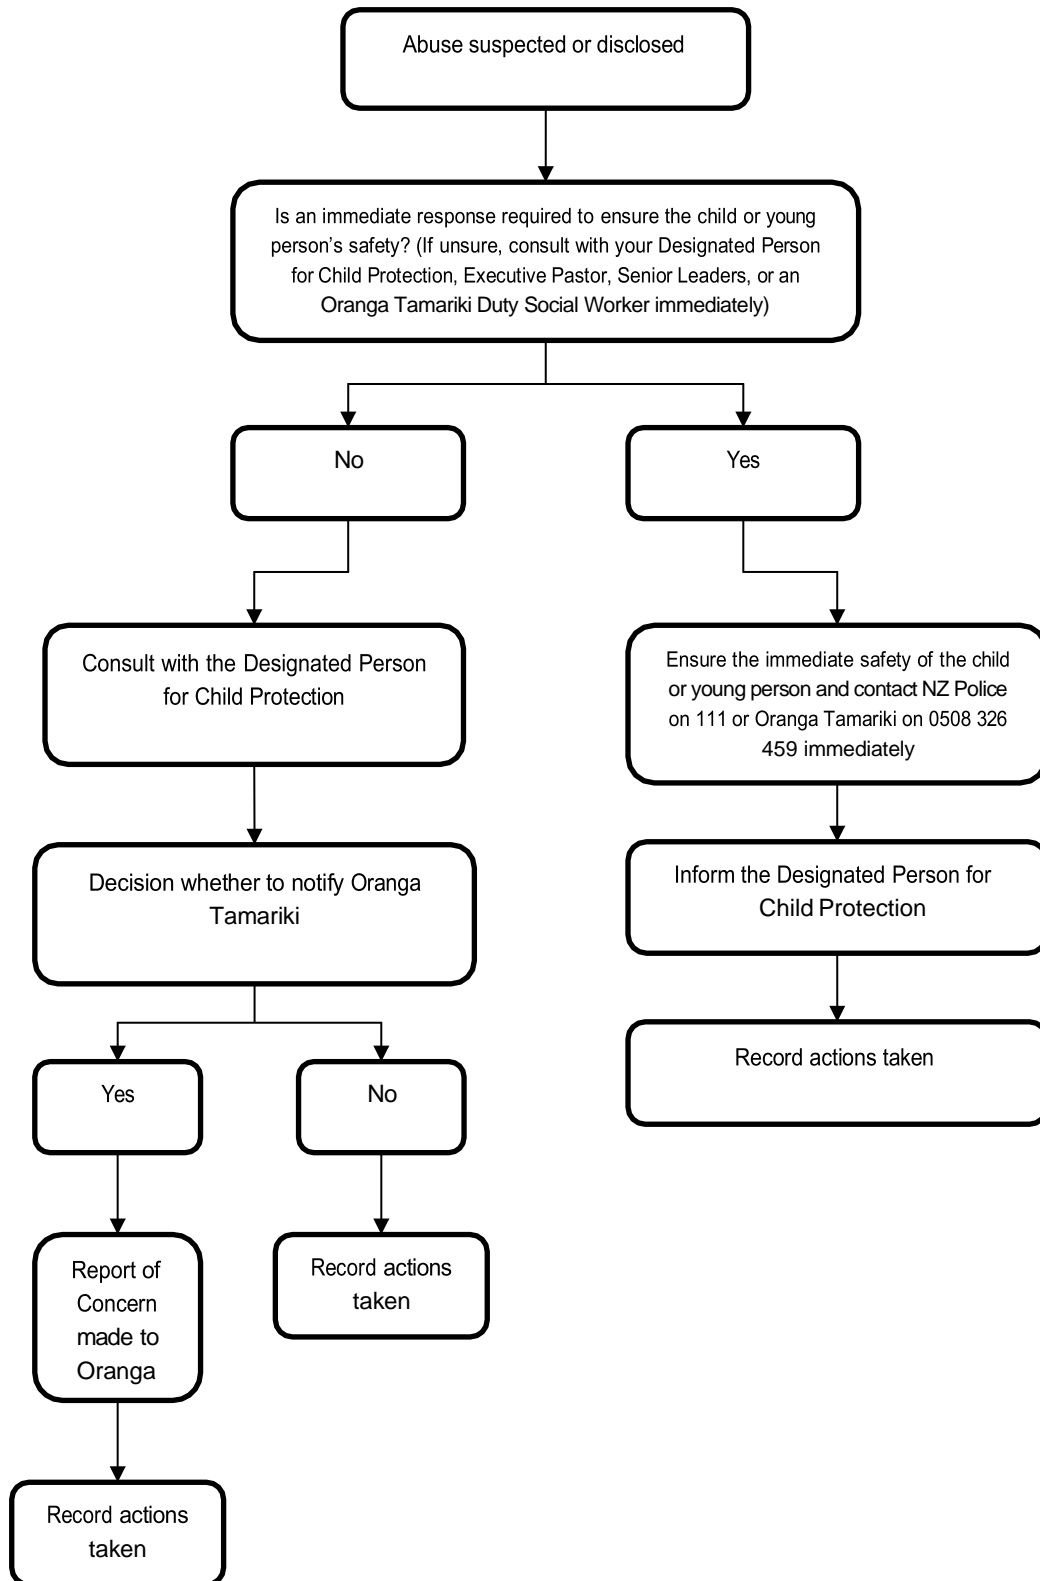 Abuse suspected or disclosed
Is an immediate response required to ensure the child or young
person's safety? (If unsure, consult with your Designated Person
for Child Protection, Executive Pastor, Senior Leaders, or an
Oranga Tamariki Duty Social Worker immediately)
No
Yes
Consult with the Designated Person
for Child Protection
Ensure the immediate safety of the child
or young person and contact NZ Police
on 111 or Oranga Tamariki on 0508 326
459 immediately
Decision whether to notify Oranga
Tamariki
Inform the Designated Person for
Child Protection
Record actions taken
Yes
No
Report of
Concern
made to
Oranga
Record actions
taken
Record actions
taken